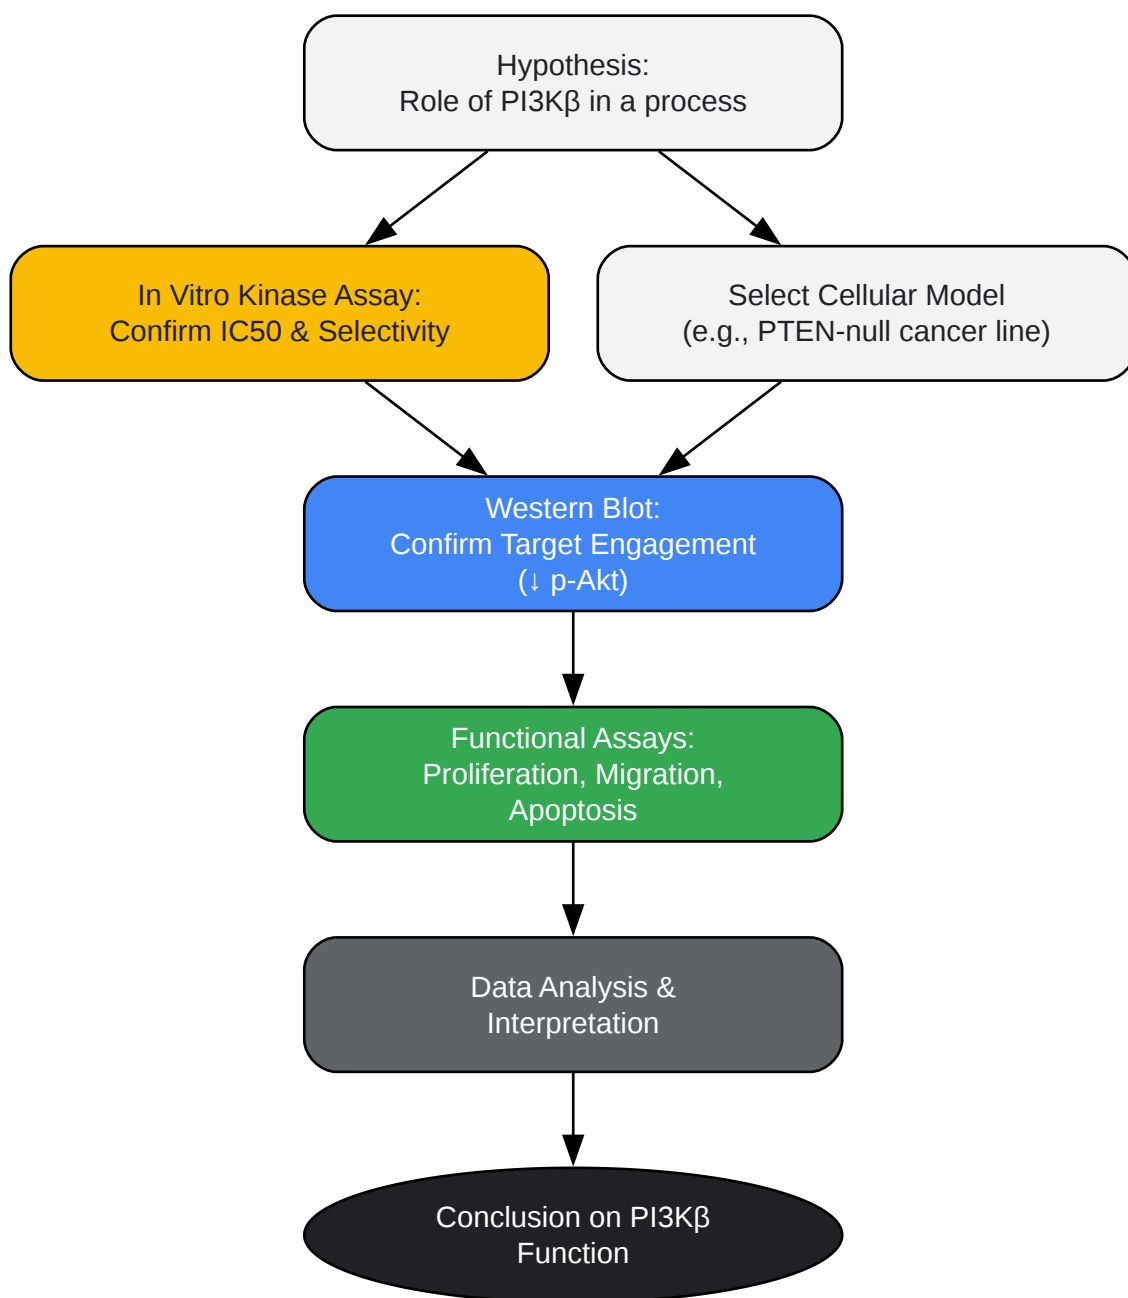 Hypothesis:
Role of PI3Kβ in a process
In Vitro Kinase Assay:
Confirm IC50 & Selectivity
Select Cellular Model
(e.g., PTEN-null cancer line)
Western Blot:
Confirm Target Engagement
(↓ p-Akt)
Functional Assays:
Proliferation, Migration,
Apoptosis
Data Analysis &
Interpretation
Conclusion on PI3Kβ
Function